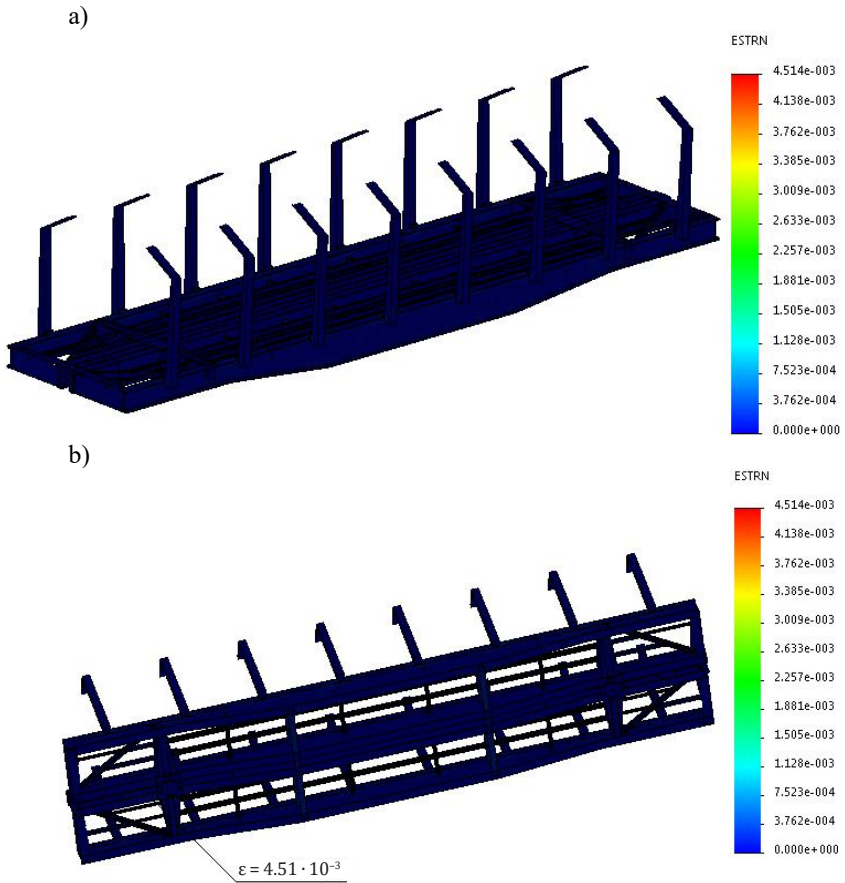 a)
ESTRN
4.514e-003
4.138e-003
3.762e-003
3.385e-003
3.009e-003
2.633e-003
2.257e-003
1.881e-003
1.505e-003
1.128e-003
7.523e-004
3.762e-004
0.000e+000
b)
ESTRN
4.514e-003
4.138e-003
3.762e-003
3.385e-003
3.009e-003
2.633e-003
2.257e-003
1.881e-003
1.505e-003
1.128e-003
7.523e-004
3.762e-004
0.000e+000
ε = 4.51 · 10⁻³